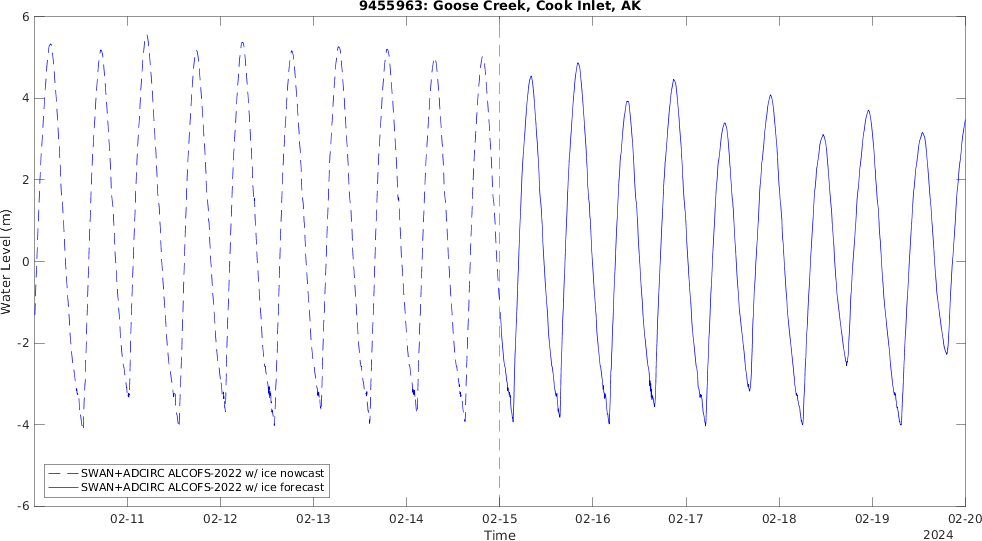 9455963: Goose Creek, Cook Inlet, AK
6
4
2
0
-2
-4
-6
Water Level (m)
SWAN+ADCIRC ALCOFS-2022 w/ ice nowcast
SWAN+ADCIRC ALCOFS-2022 w/ ice forecast
02-11 02-12 02-13 02-14 02-15 02-16 02-17 02-18 02-19 02-20
Time
2024